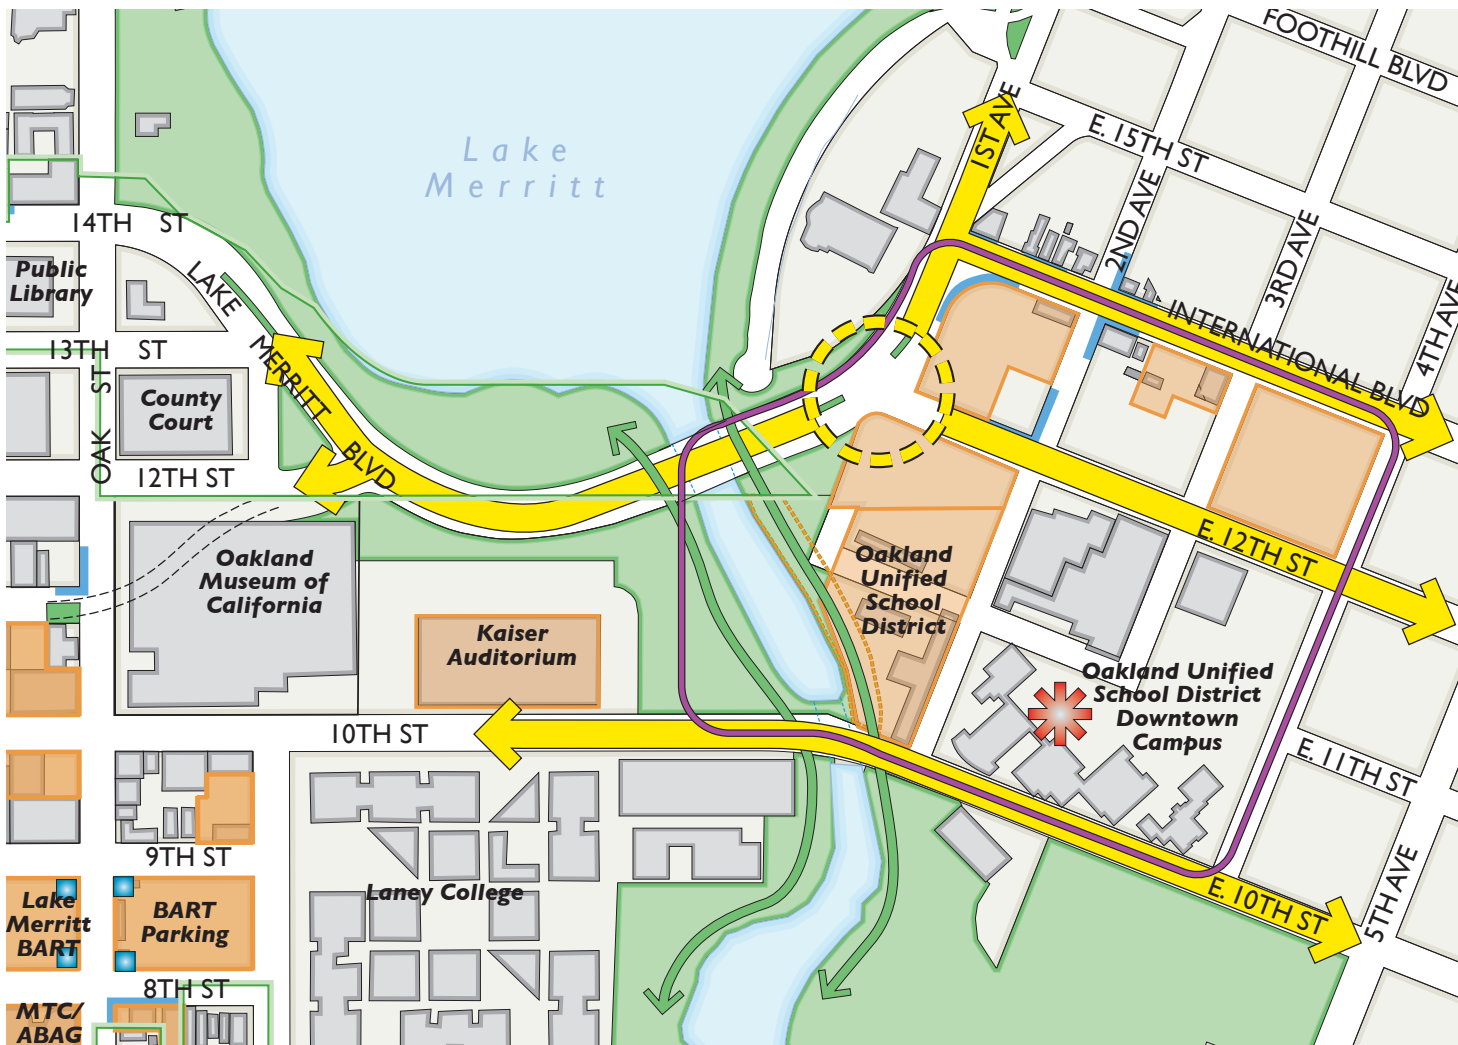 FOOTHILL BLVD
Lake
Merritt
1ST AVE
E. 15TH ST
14TH ST
2ND AVE
3RD AVE
4TH AVE
Public
Library
LAKE
MERRITT
BLVD
INTERNATIONAL BLVD
13TH ST
OAK ST
County
Court
12TH ST
E. 12TH ST
Oakland
Museum of
California
Oakland
Unified
School
District
Kaiser
Auditorium
Oakland Unified
School District
Downtown
Campus
10TH ST
E. 11TH ST
9TH ST
5TH AVE
Laney College
E. 10TH ST
Lake
Merritt
BART
BART
Parking
8TH ST
MTC/
ABAG